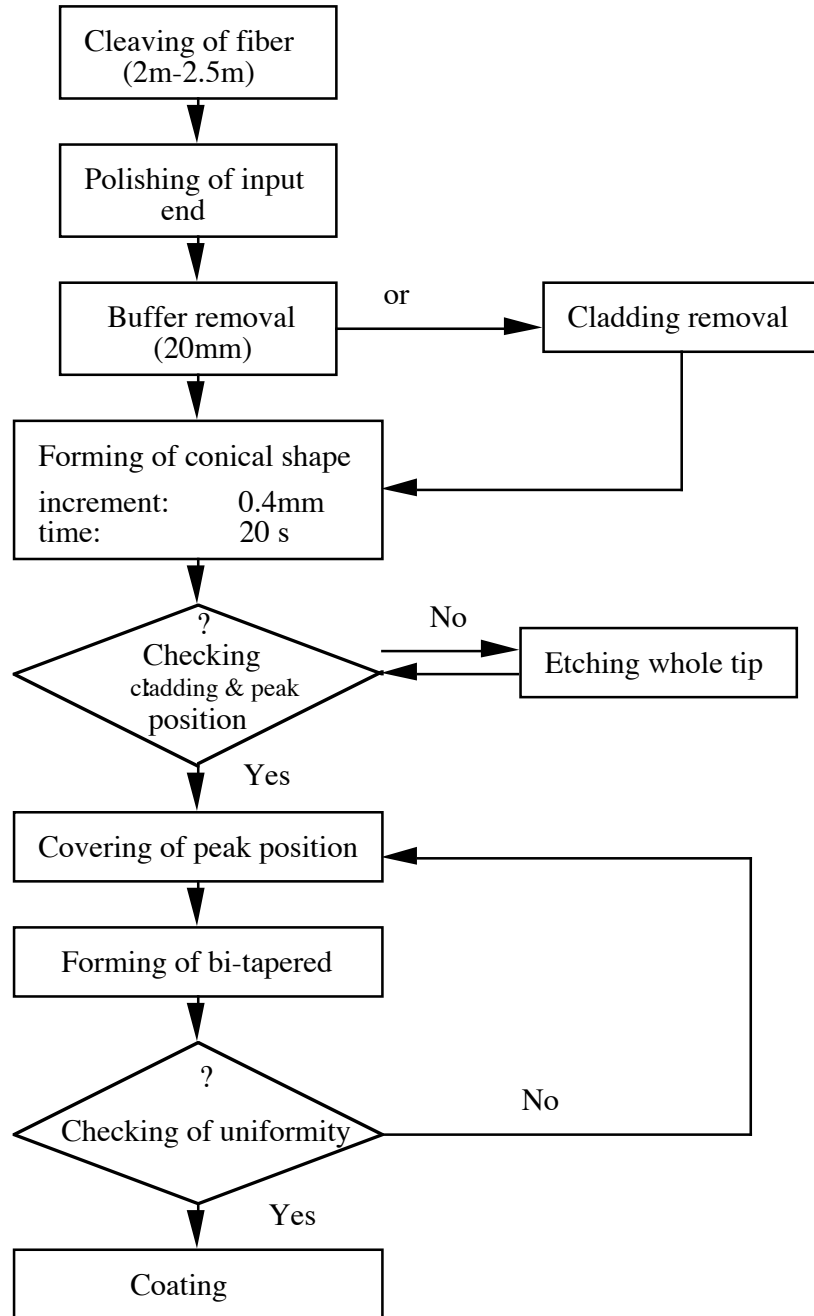 Cleaving of fiber
(2m-2.5m)
Polishing of input
end
Buffer removal
(20mm)
or
Cladding removal
Forming of conical shape
increment: 0.4mm
time: 20 s
?
Checking
cladding & peak
position
No
Etching whole tip
Yes
Covering of peak position
Forming of bi-tapered
?
Checking of uniformity
No
Yes
Coating